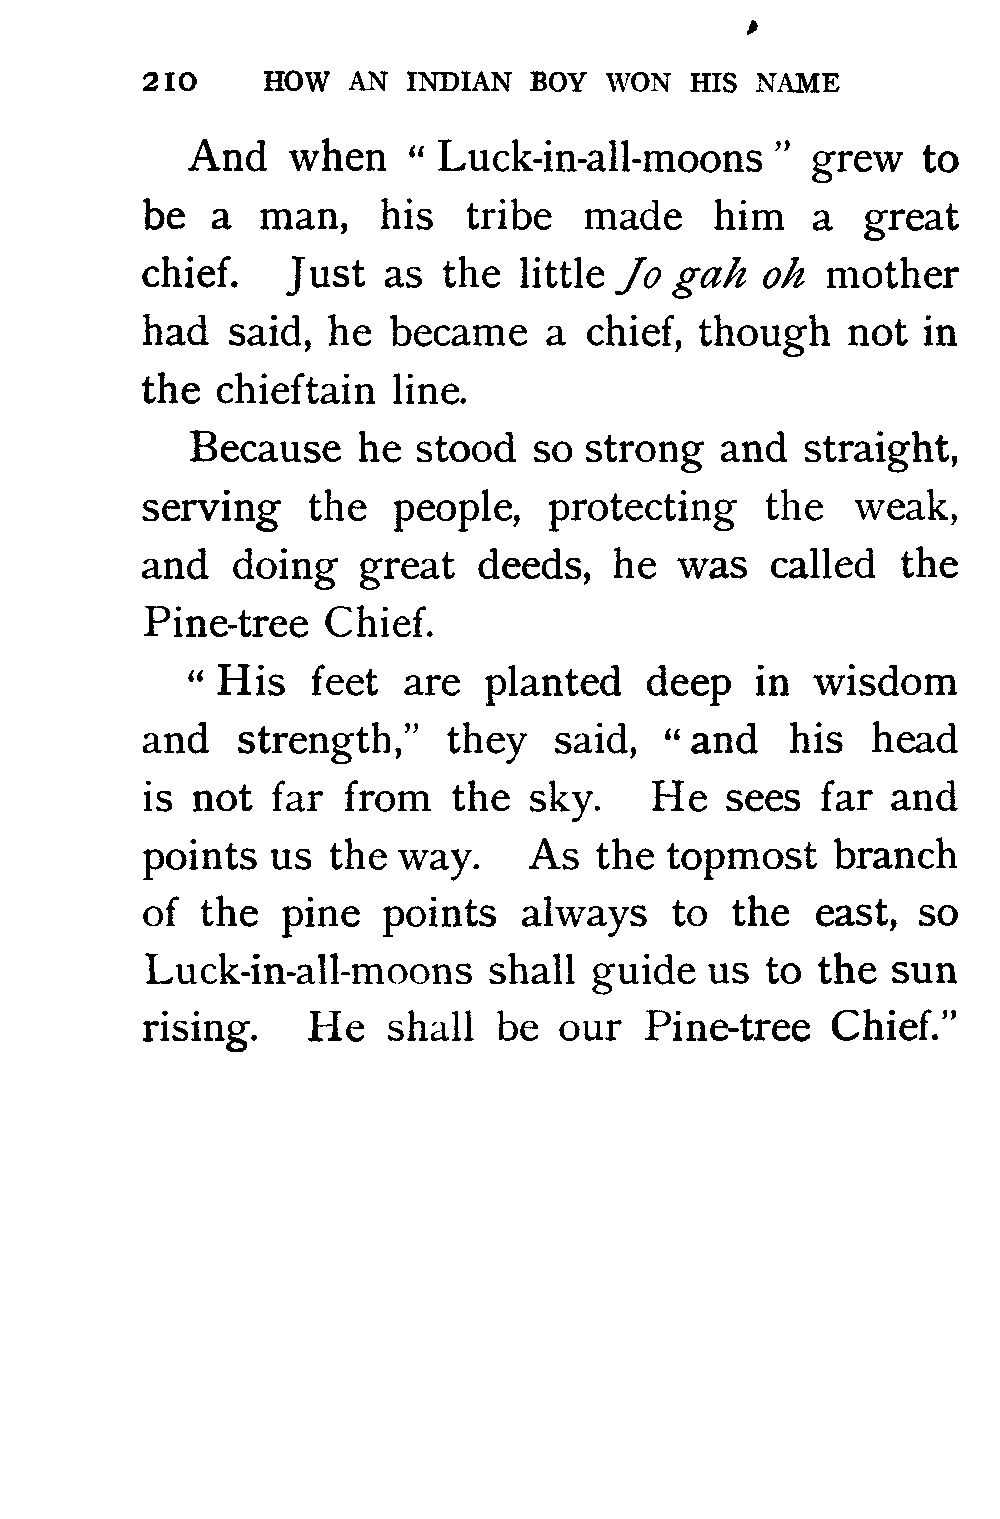 210 HOW AN INDIAN BOY WON HIS NAME
And when “ Luck-in-all-moons ” grew to
be a man, his tribe made him a great
chief. Just as the little Jo gah oh mother
had said, he became a chief, though not in
the chieftain line.
Because he stood so strong and straight,
serving the people, protecting the weak,
and doing great deeds, he was called the
Pine-tree Chief.
“ His feet are planted deep in wisdom
and strength,” they said, “ and his head
is not far from the sky. He sees far and
points us the way. As the topmost branch
of the pine points always to the east, so
Luck-in-all-moons shall guide us to the sun
rising. He shall be our Pine-tree Chief.”